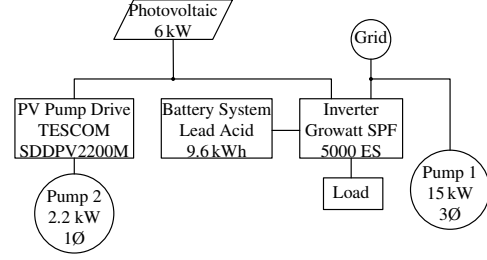 Photovoltaic
6 kW
Grid
PV Pump Drive
TESCOM
SDDPV2200M
Battery System
Lead Acid
9.6 kWh
Inverter
Growatt SPF
5000 ES
Pump 2
2.2 kW
1Ø
Load
Pump 1
15 kW
3Ø